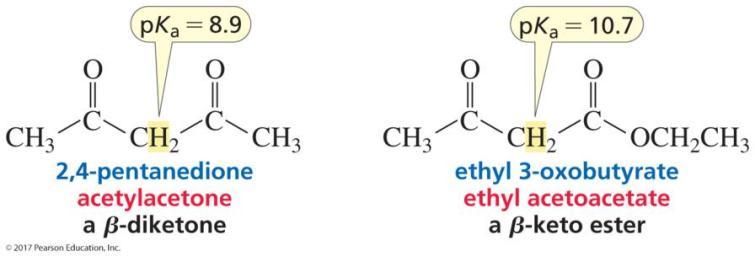 pKa = 8.9
pKa = 10.7
O O
C C
CH3 CH2 CH3
O O
C C
CH3 CH2 OCH2CH3
2,4-pentanedione
acetylacetone
a β-diketone
ethyl 3-oxobutyrate
ethyl acetoacetate
a β-keto ester
© 2017 Pearson Education, Inc.